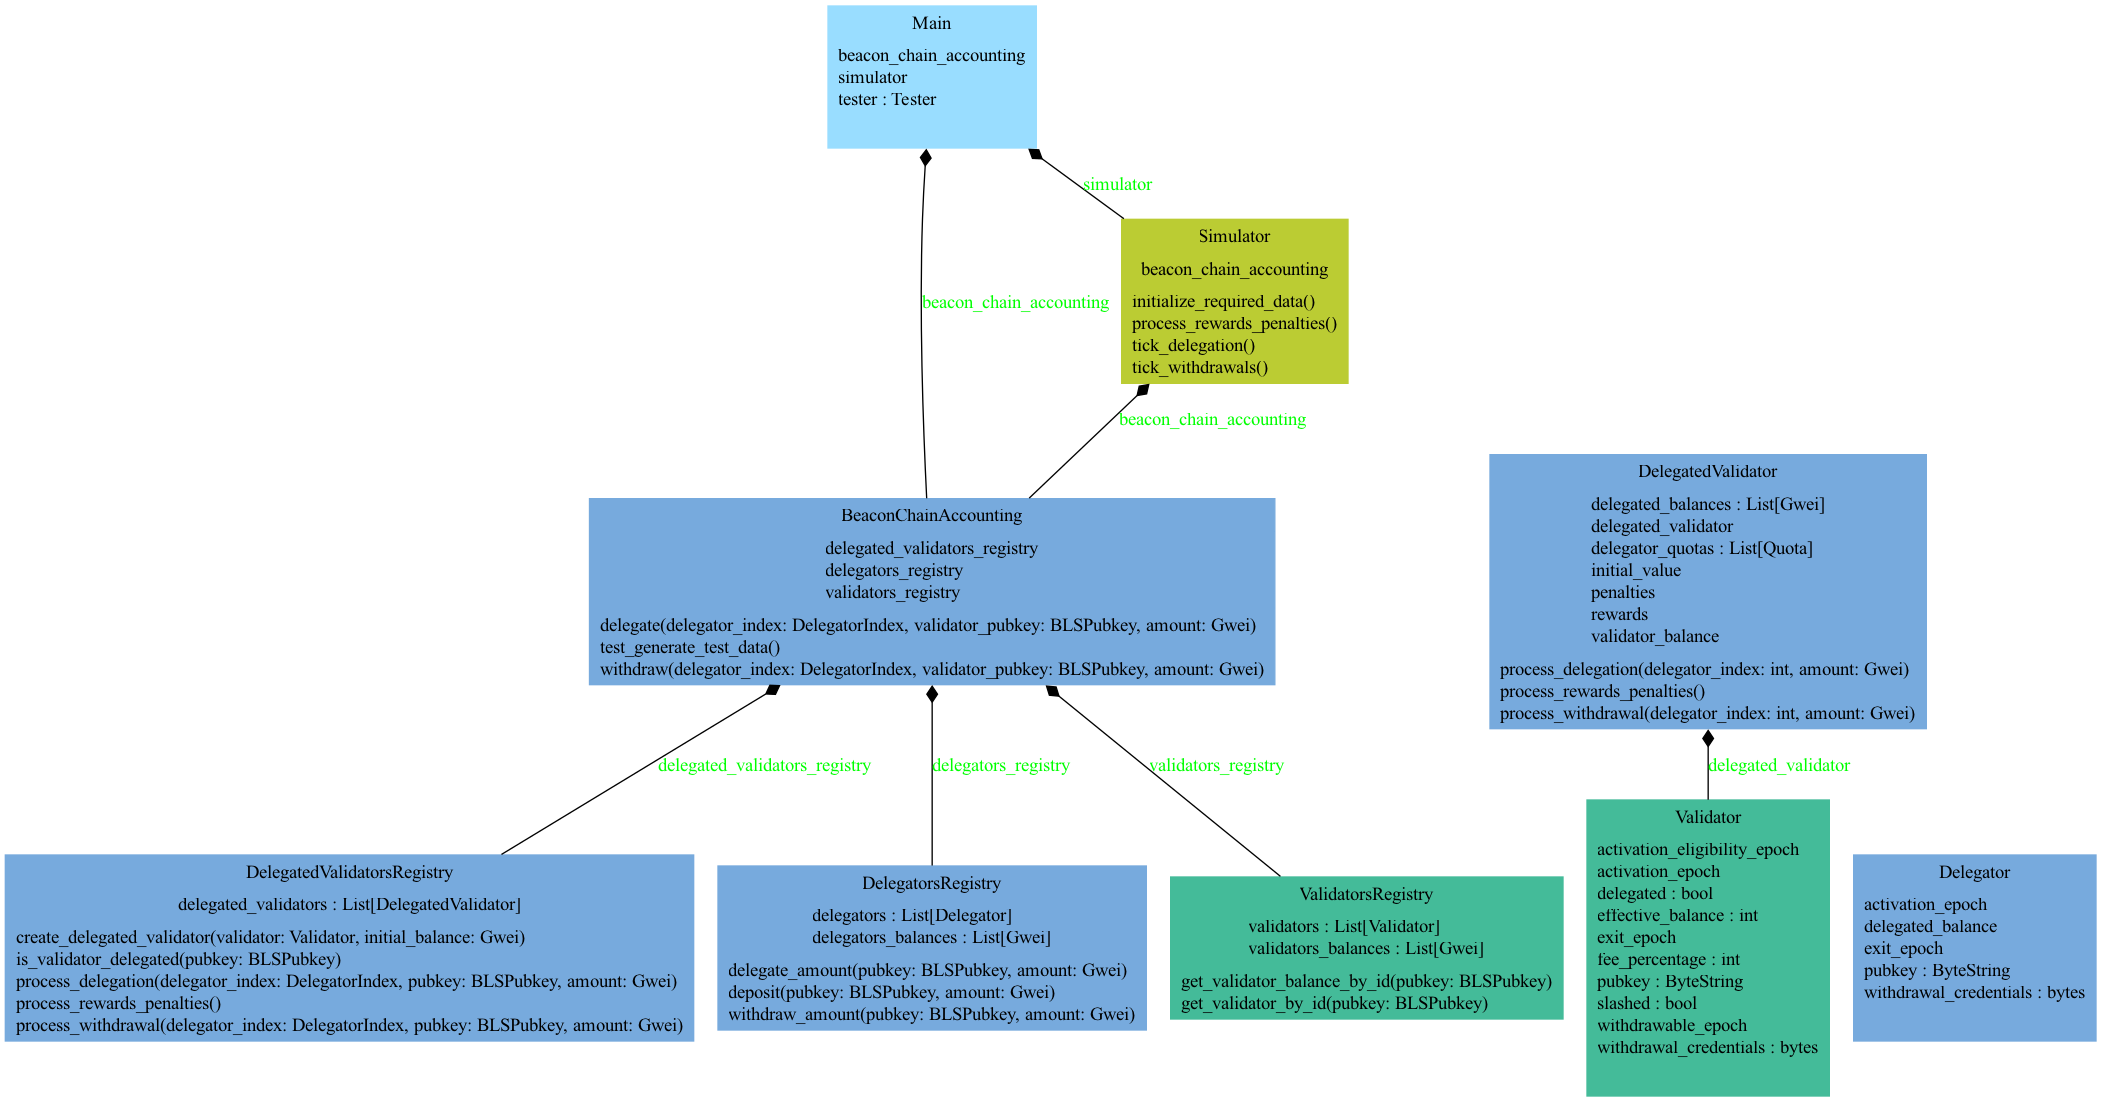 Main
beacon_chain_accounting
simulator
tester : Tester
simulator
Simulator
beacon_chain_accounting
initialize_required_data()
process_rewards_penalties()
tick_delegation()
tick_withdrawals()
beacon_chain_accounting
beacon_chain_accounting
BeaconChainAccounting
delegated_validators_registry
delegators_registry
validators_registry
delegate(delegator_index: DelegatorIndex, validator_pubkey: BLSPubkey, amount: Gwei)
test_generate_test_data()
withdraw(delegator_index: DelegatorIndex, validator_pubkey: BLSPubkey, amount: Gwei)
DelegatedValidator
delegated_balances : List[Gwei]
delegated_validator
delegator_quotas : List[Quota]
initial_value
penalties
rewards
validator_balance
process_delegation(delegator_index: int, amount: Gwei)
process_rewards_penalties()
process_withdrawal(delegator_index: int, amount: Gwei)
delegated_validators_registry
delegators_registry
validators_registry
delegated_validator
DelegatedValidatorsRegistry
delegated_validators : List[DelegatedValidator]
create_delegated_validator(validator: Validator, initial_balance: Gwei)
is_validator_delegated(pubkey: BLSPubkey)
process_delegation(delegator_index: DelegatorIndex, pubkey: BLSPubkey, amount: Gwei)
process_rewards_penalties()
process_withdrawal(delegator_index: DelegatorIndex, pubkey: BLSPubkey, amount: Gwei)
DelegatorsRegistry
delegators : List[Delegator]
delegators_balances : List[Gwei]
delegate_amount(pubkey: BLSPubkey, amount: Gwei)
deposit(pubkey: BLSPubkey, amount: Gwei)
withdraw_amount(pubkey: BLSPubkey, amount: Gwei)
ValidatorsRegistry
validators : List[Validator]
validators_balances : List[Gwei]
get_validator_balance_by_id(pubkey: BLSPubkey)
get_validator_by_id(pubkey: BLSPubkey)
Validator
activation_eligibility_epoch
activation_epoch
delegated : bool
effective_balance : int
exit_epoch
fee_percentage : int
pubkey : ByteString
slashed : bool
withdrawable_epoch
withdrawal_credentials : bytes
Delegator
activation_epoch
delegated_balance
exit_epoch
pubkey : ByteString
withdrawal_credentials : bytes